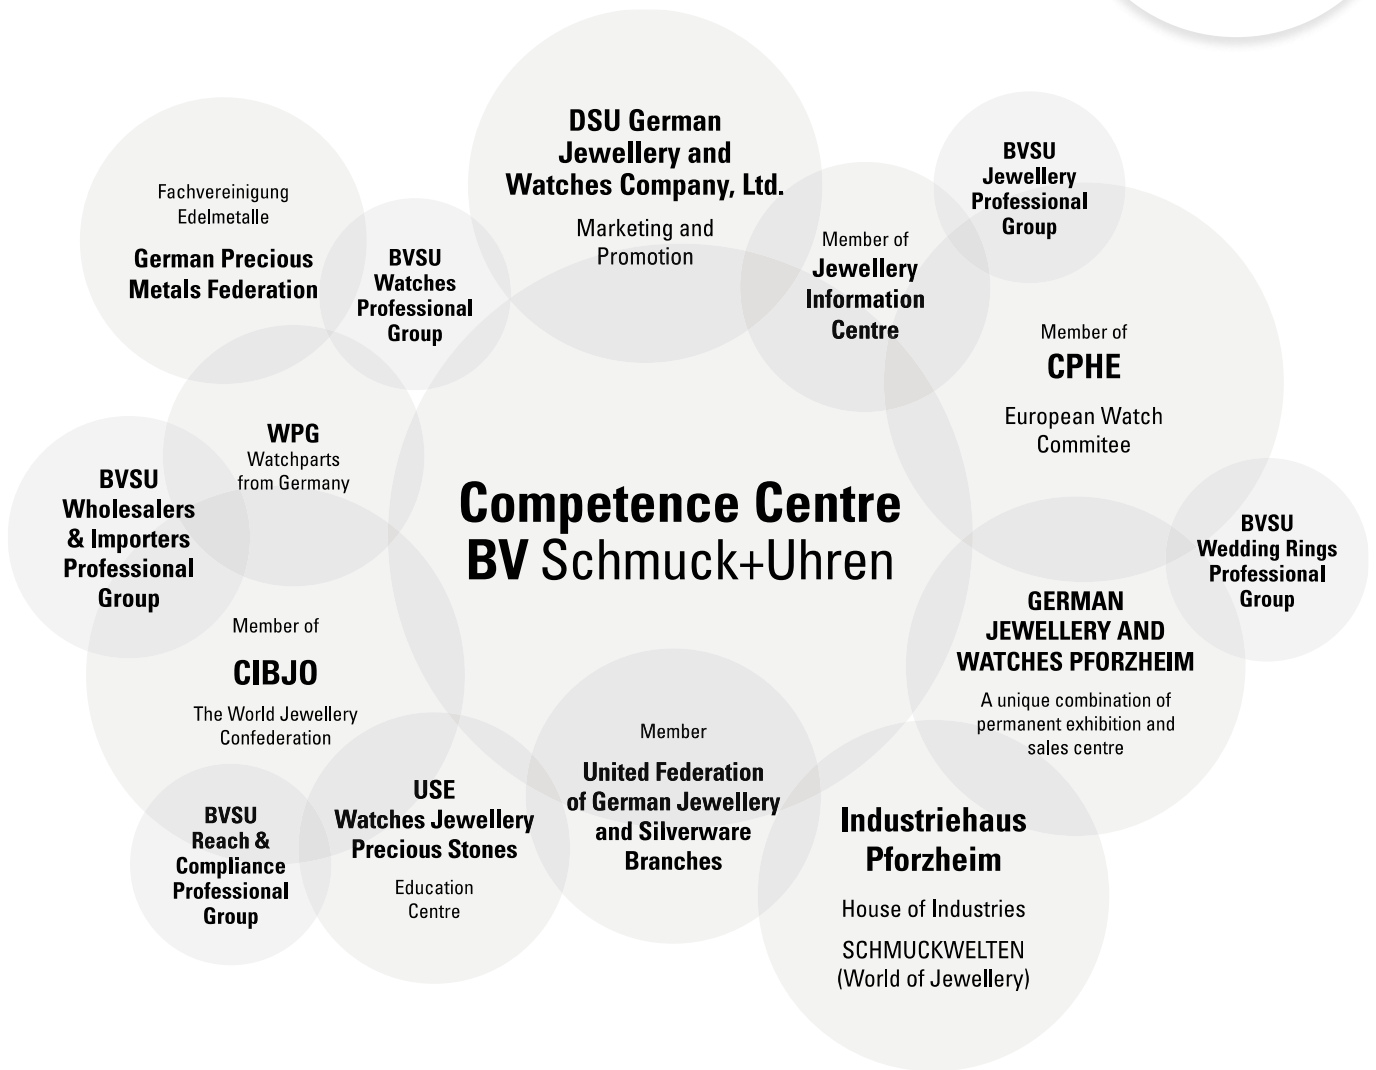 DSU German
Jewellery and
Watches Company, Ltd.
Marketing and
Promotion
BVSU
Jewellery
Professional
Group
Fachvereinigung
Edelmetalle
German Precious
Metals Federation
BVSU
Watches
Professional
Group
Member of
Jewellery
Information
Centre
Member of
CPHE
European Watch
Commitee
WPG
Watchparts
from Germany
BVSU
Wholesalers
& Importers
Professional
Group
Competence Centre
BV Schmuck+Uhren
BVSU
Wedding Rings
Professional
Group
GERMAN
JEWELLERY AND
WATCHES PFORZHEIM
A unique combination of
permanent exhibition and
sales centre
Member of
CIBJO
The World Jewellery
Confederation
Member
United Federation
of German Jewellery
and Silverware
Branches
BVSU
Reach &
Compliance
Professional
Group
USE
Watches Jewellery
Precious Stones
Education
Centre
Industriehaus
Pforzheim
House of Industries
SCHMUCKWELTEN
(World of Jewellery)